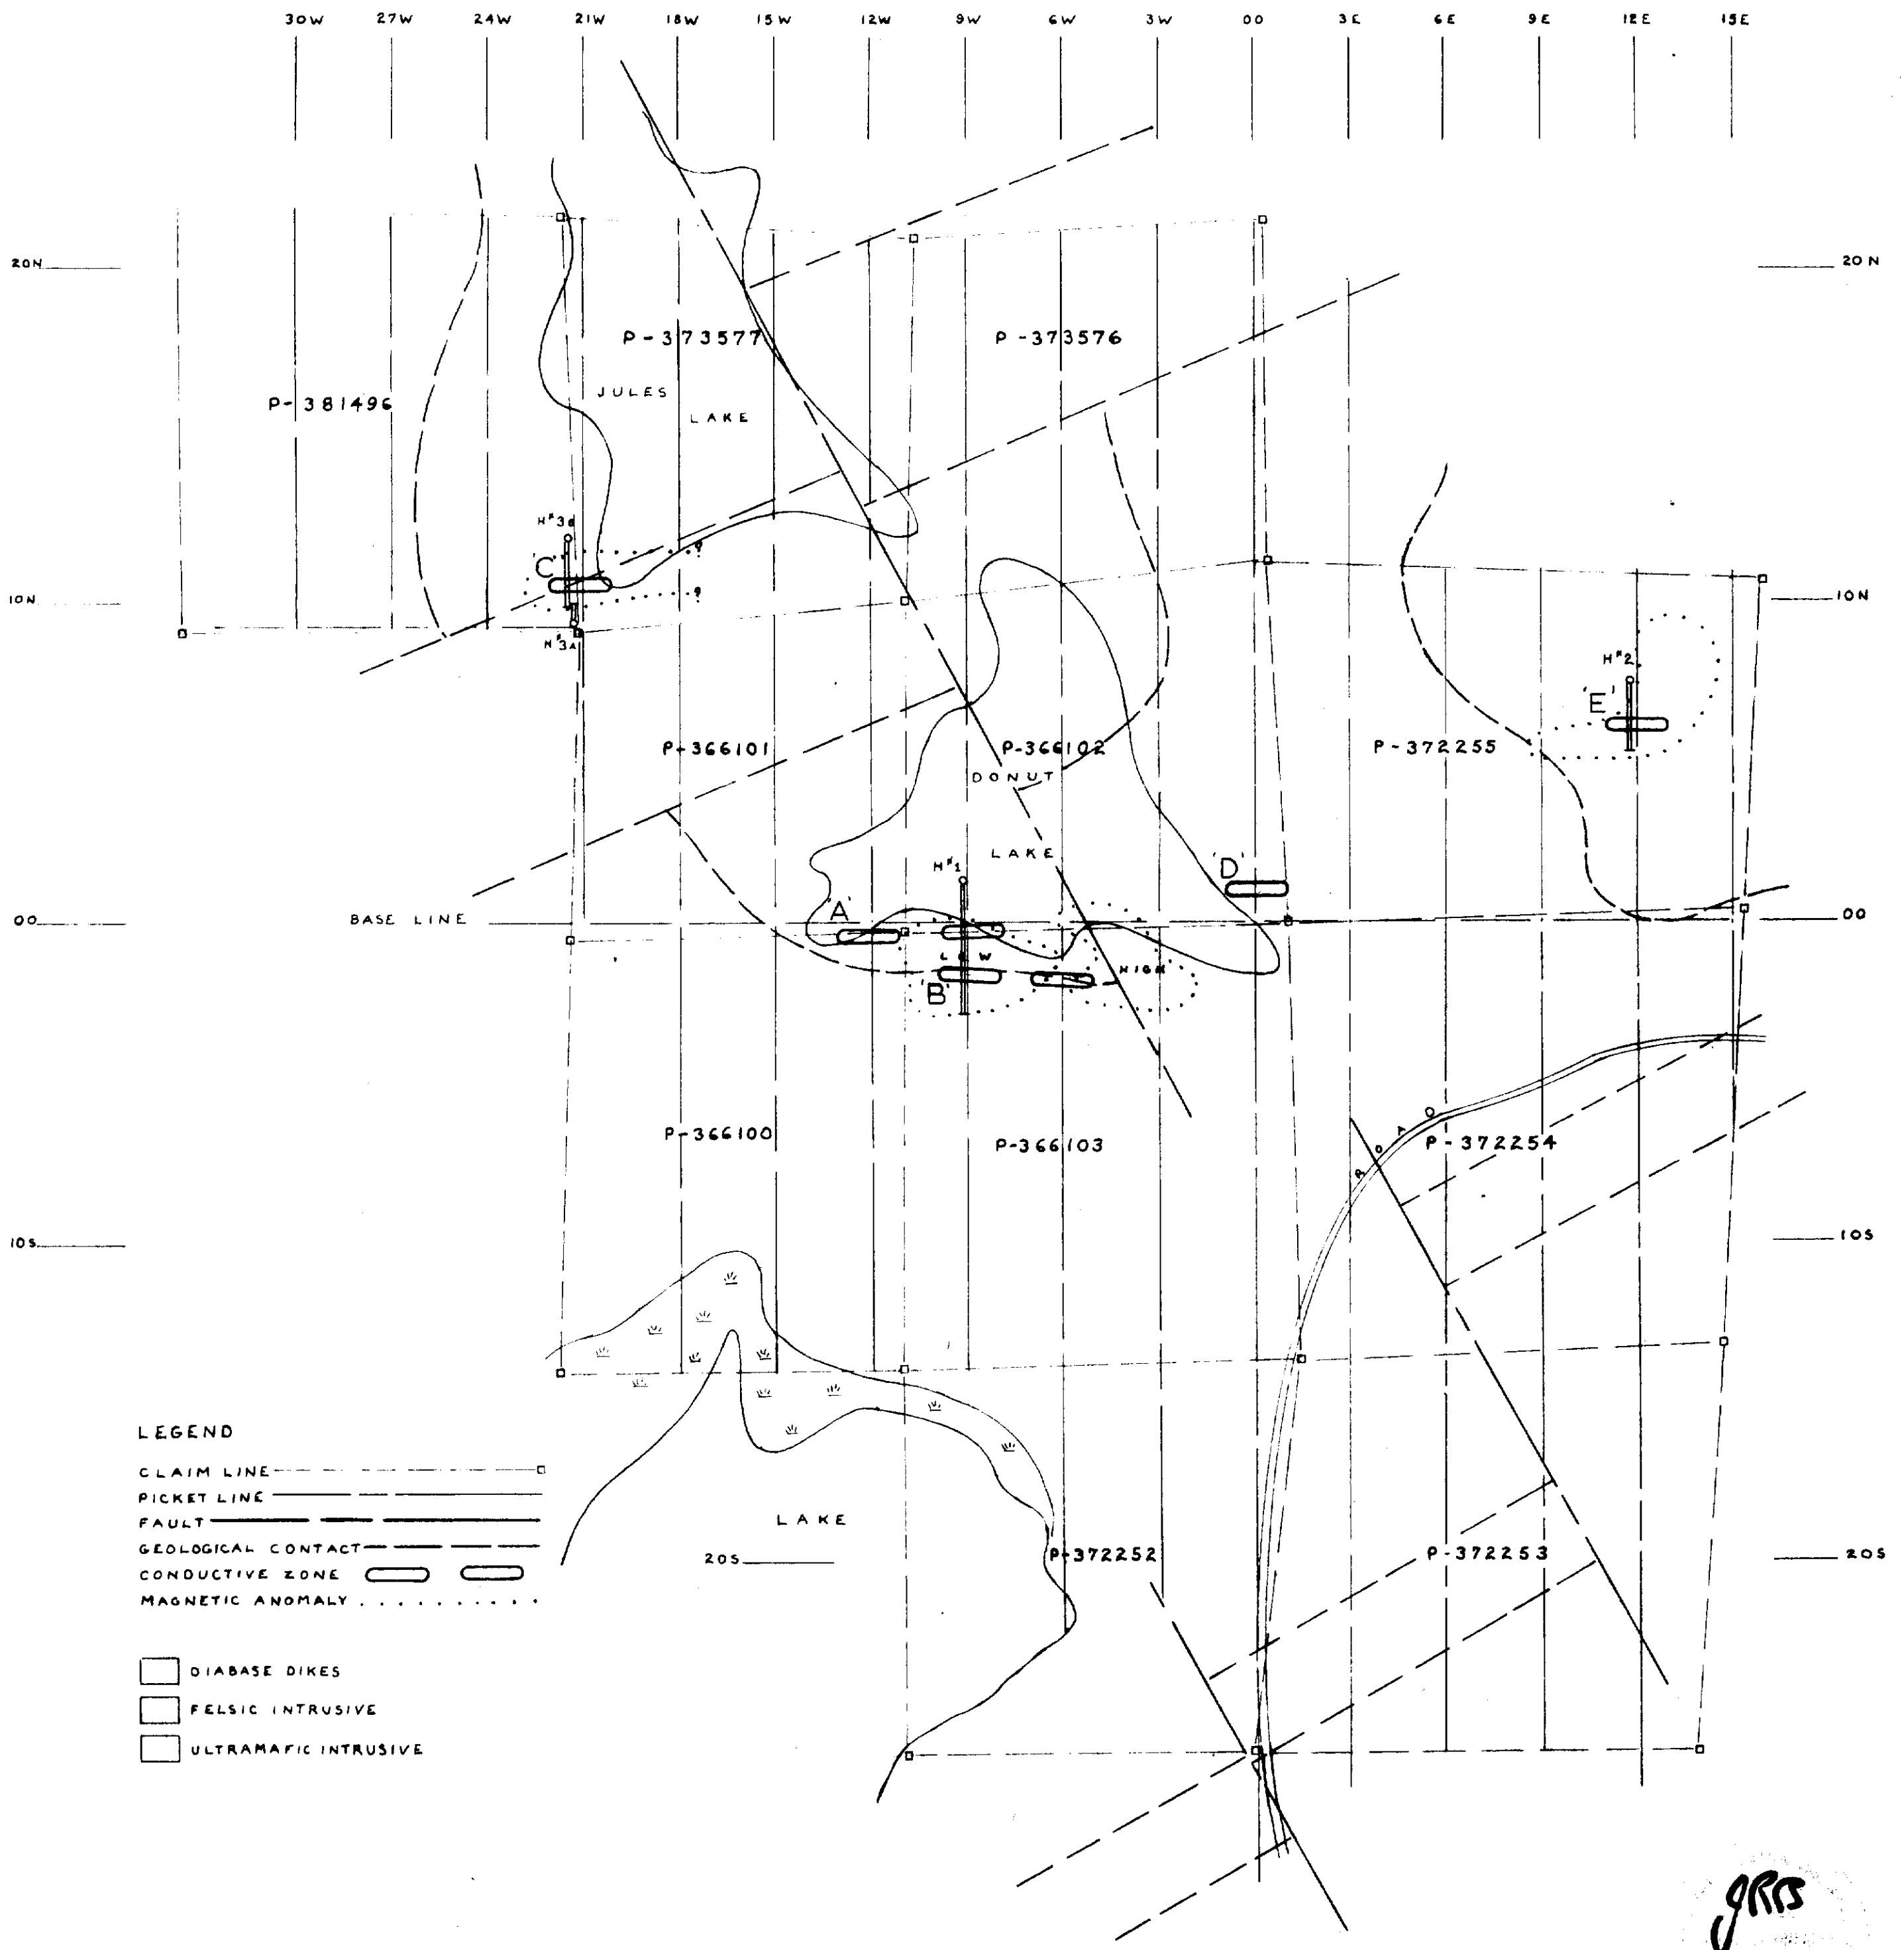 30W 27W 24W 21W 18W 15W 12W 9W 6W 3W 00 3E 6E 9E 12E 15E
20N 20N
P-373577 P-373576
JULES
LAKE
P-381496
H#3B
'C'
10N 10N
H#3A
H#2
'E'
P-366101 P-366102 P-372255
DONUT
LAKE
H#1
'D'
'A'
00 BASE LINE 00
LOW HIGH
'B'
ROAD
P-366100 P-366103 P-372254
10S 10S
LEGEND
CLAIM LINE
PICKET LINE
FAULT
GEOLOGICAL CONTACT
CONDUCTIVE ZONE
MAGNETIC ANOMALY
LAKE
20S P-372252 P-372253 20S
DIABASE DIKES
FELSIC INTRUSIVE
ULTRAMAFIC INTRUSIVE
JRB